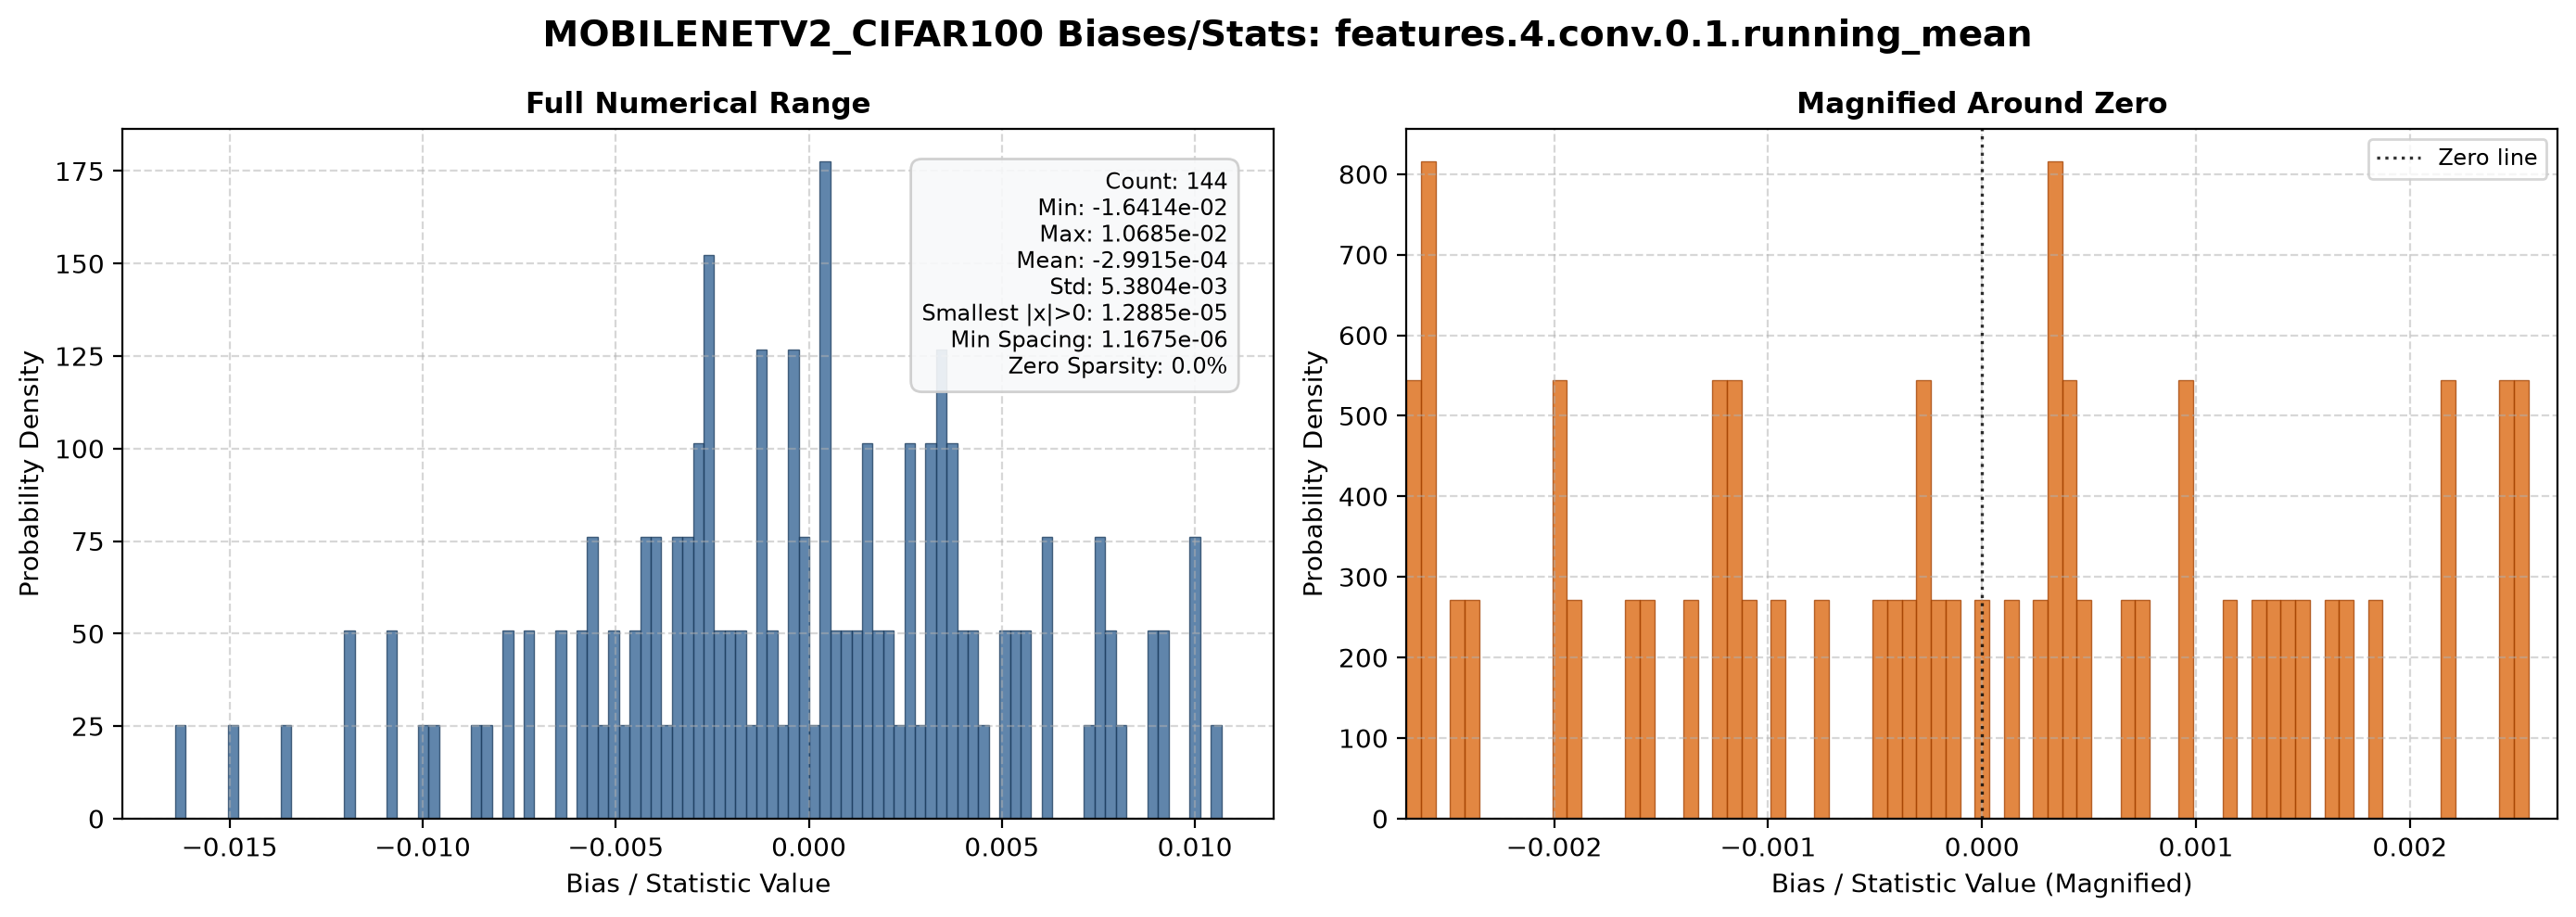 MOBILENETV2_CIFAR100 Biases/Stats: features.4.conv.0.1.running_mean
Full Numerical Range
Probability Density
175
150
125
100
75
50
25
0
Count: 144
Min: -1.6414e-02
Max: 1.0685e-02
Mean: -2.9915e-04
Std: 5.3804e-03
Smallest |x|>0: 1.2885e-05
Min Spacing: 1.1675e-06
Zero Sparsity: 0.0%
−0.015 −0.010 −0.005 0.000 0.005 0.010
Bias / Statistic Value
Magnified Around Zero
Probability Density
800
700
600
500
400
300
200
100
0
Zero line
−0.002 −0.001 0.000 0.001 0.002
Bias / Statistic Value (Magnified)